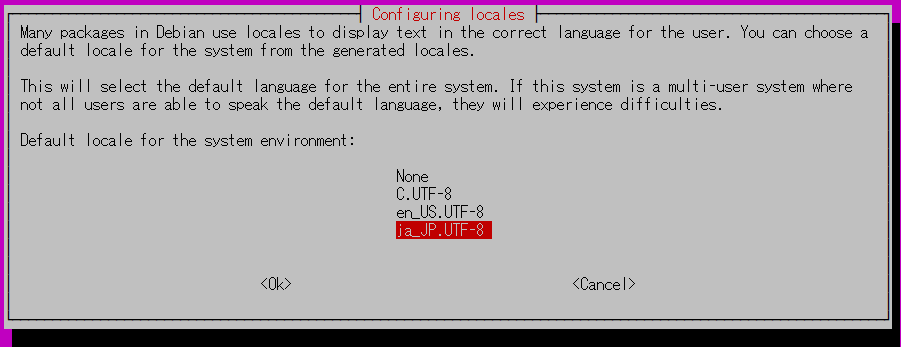 Configuring locales
Many packages in Debian use locales to display text in the correct language for the user. You can choose a
default locale for the system from the generated locales.
This will select the default language for the entire system. If this system is a multi-user system where
not all users are able to speak the default language, they will experience difficulties.
Default locale for the system environment:
None
C.UTF-8
en_US.UTF-8
ja_JP.UTF-8
<Ok> <Cancel>